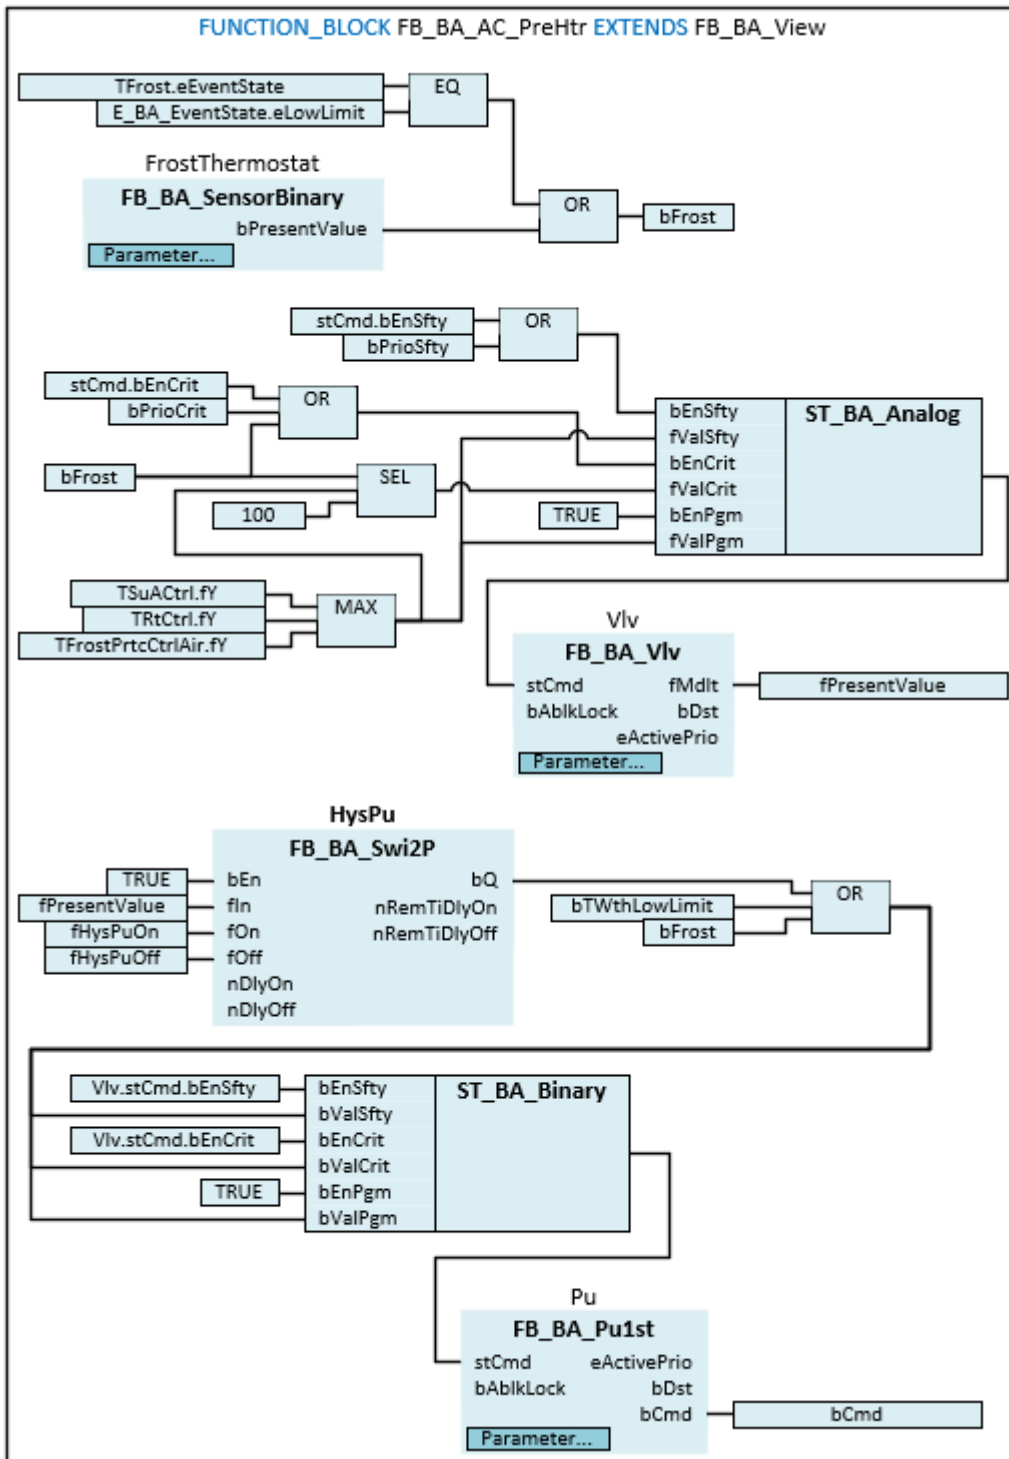 FUNCTION_BLOCK FB_BA_AC_PreHtr EXTENDS FB_BA_View
TFrost.eEventState
EQ
E_BA_EventState.eLowLimit
FrostThermostat
FB_BA_SensorBinary
bPresentValue
Parameter...
OR
bFrost
stCmd.bEnSfty
bPrioSfty
OR
stCmd.bEnCrit
bPrioCrit
OR
bFrost
SEL
100
TRUE
bEnSfty
fValSfty
bEnCrit
fValCrit
bEnPgm
fValPgm
ST_BA_Analog
TSuACtrl.fY
TRtCtrl.fY
TFrostPrtcCtrlAir.fY
MAX
Vlv
FB_BA_Vlv
stCmd fMdlt
bAblkLock bDst
eActivePrio
Parameter...
fPresentValue
HysPu
FB_BA_Swi2P
TRUE bEn bQ
fPresentValue fIn nRemTiDlyOn
fHysPuOn fOn nRemTiDlyOff
fHysPuOff fOff
nDlyOn
nDlyOff
bTWthLowLimit
bFrost
OR
Vlv.stCmd.bEnSfty bEnSfty
bValSfty
Vlv.stCmd.bEnCrit bEnCrit
bValCrit
TRUE bEnPgm
bValPgm
ST_BA_Binary
Pu
FB_BA_Pu1st
stCmd eActivePrio
bAblkLock bDst
bCmd
Parameter...
bCmd